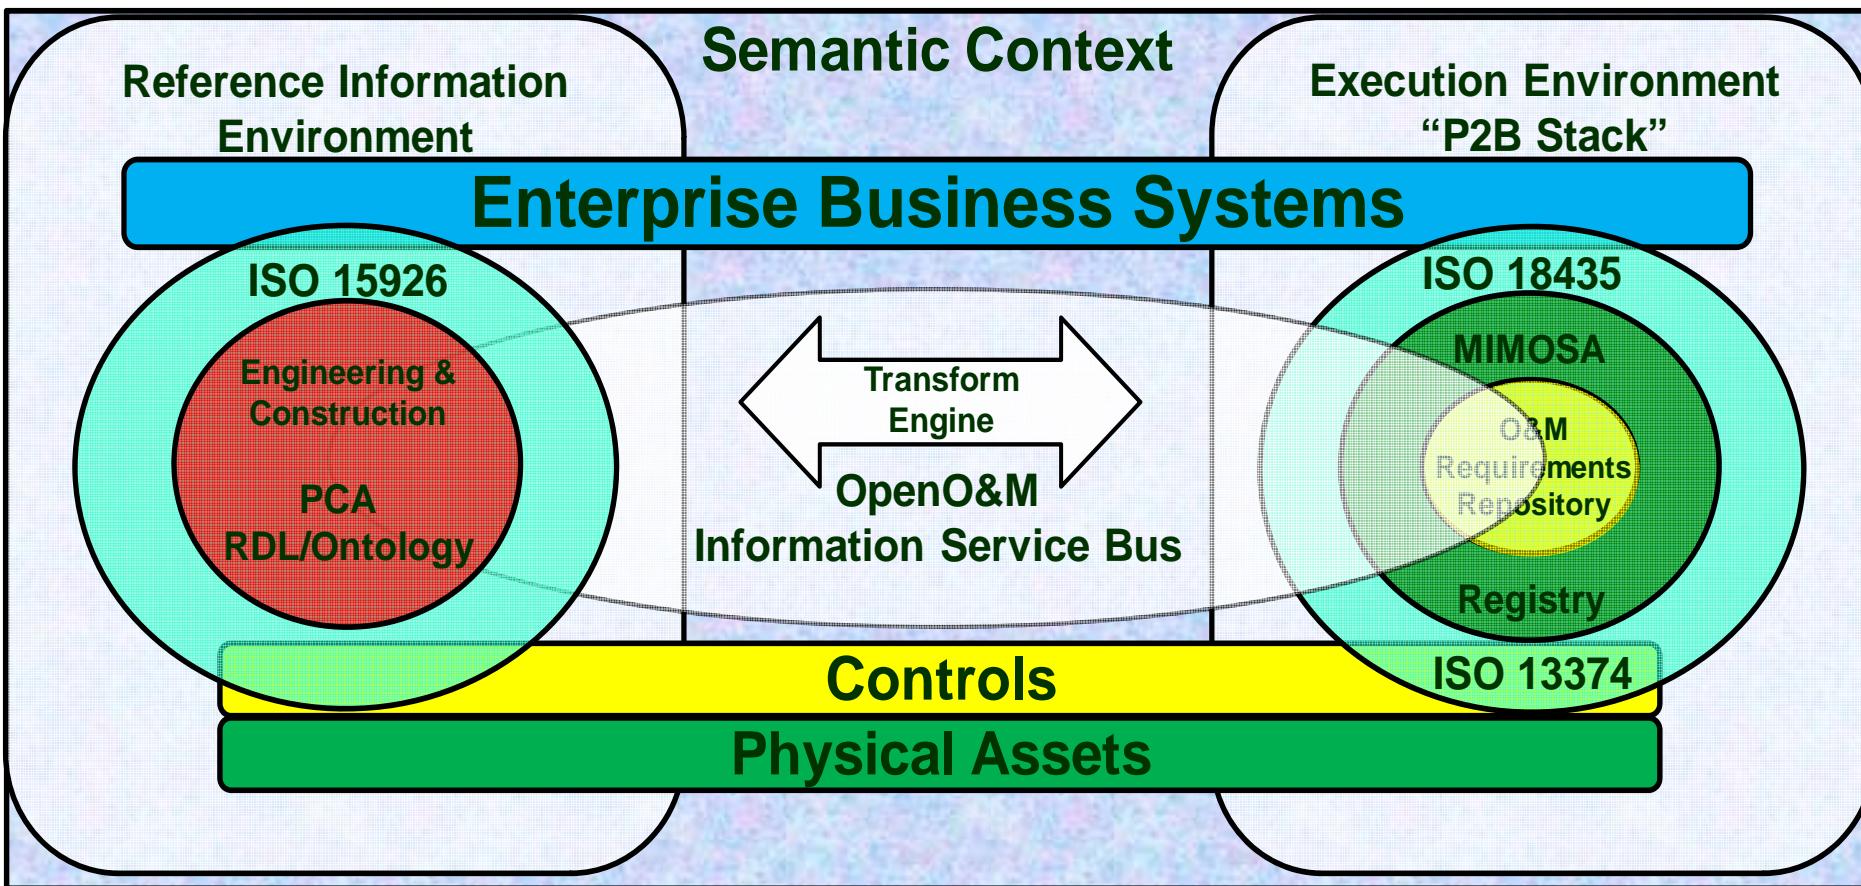 Semantic Context
Reference Information
Environment
Execution Environment
“P2B Stack”
Enterprise Business Systems
ISO 15926
Engineering &
Construction
PCA
RDL/Ontology
Transform
Engine
OpenO&M
Information Service Bus
ISO 18435
MIMOSA
O&M
Requirements
Repository
Registry
ISO 13374
Controls
Physical Assets